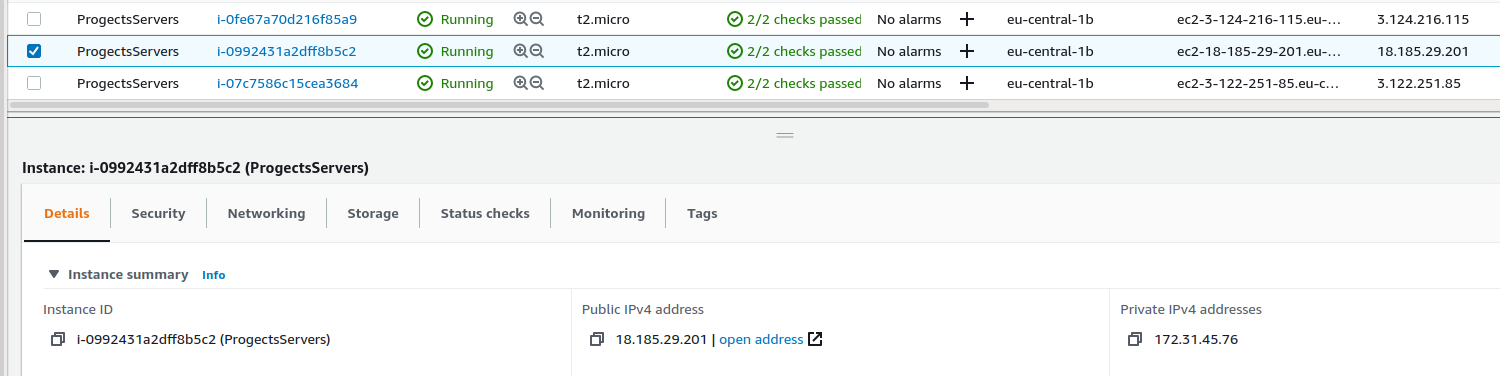 ProgectsServers i-0fe67a70d216f85a9 Running t2.micro 2/2 checks passed No alarms + eu-central-1b ec2-3-124-216-115.eu-... 3.124.216.115
ProgectsServers i-0992431a2dff8b5c2 Running t2.micro 2/2 checks passed No alarms + eu-central-1b ec2-18-185-29-201.eu-... 18.185.29.201
ProgectsServers i-07c7586c15cea3684 Running t2.micro 2/2 checks passed No alarms + eu-central-1b ec2-3-122-251-85.eu-c... 3.122.251.85
Instance: i-0992431a2dff8b5c2 (ProgectsServers)
Details Security Networking Storage Status checks Monitoring Tags
Instance summary Info
Instance ID Public IPv4 address Private IPv4 addresses
i-0992431a2dff8b5c2 (ProgectsServers) 18.185.29.201 | open address 172.31.45.76